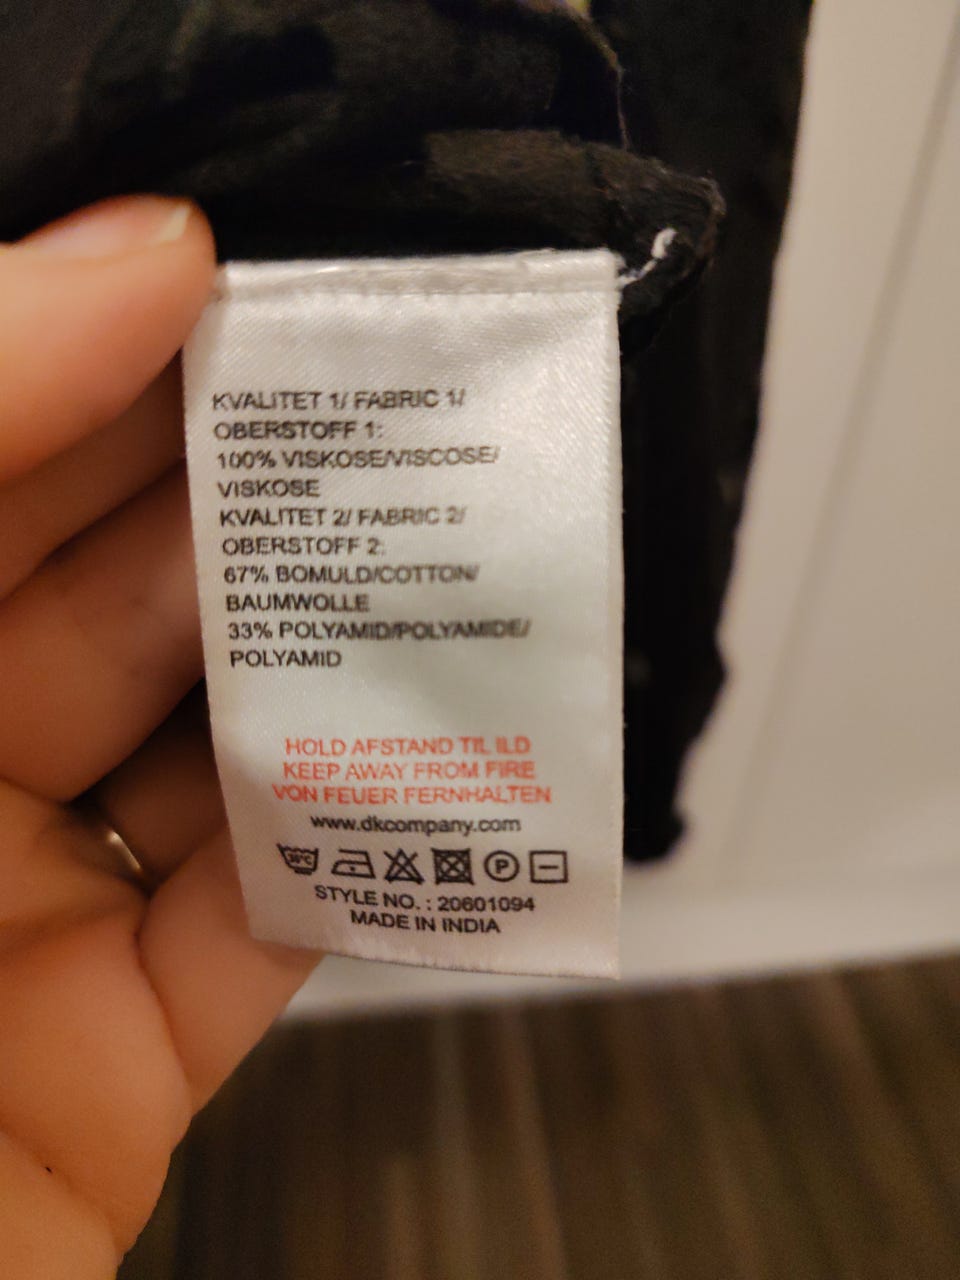 KVALITET 1/ FABRIC 1/
OBERSTOFF 1:
100% VISKOSE/VISCOSE/
VISKOSE
KVALITET 2/ FABRIC 2/
OBERSTOFF 2:
67% BOMULD/COTTON/
BAUMWOLLE
33% POLYAMID/POLYAMIDE/
POLYAMID
HOLD AFSTAND TIL ILD
KEEP AWAY FROM FIRE
VON FEUER FERNHALTEN
www.dkcompany.com
30°C P
STYLE NO. : 20601094
MADE IN INDIA